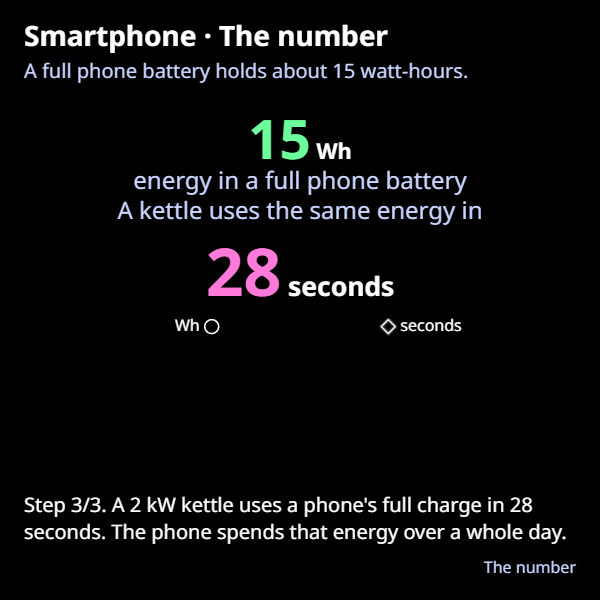 Smartphone · The number
A full phone battery holds about 15 watt-hours.
15 Wh
energy in a full phone battery
A kettle uses the same energy in
28 seconds
Wh
seconds
Step 3/3. A 2 kW kettle uses a phone's full charge in 28
seconds. The phone spends that energy over a whole day.
The number